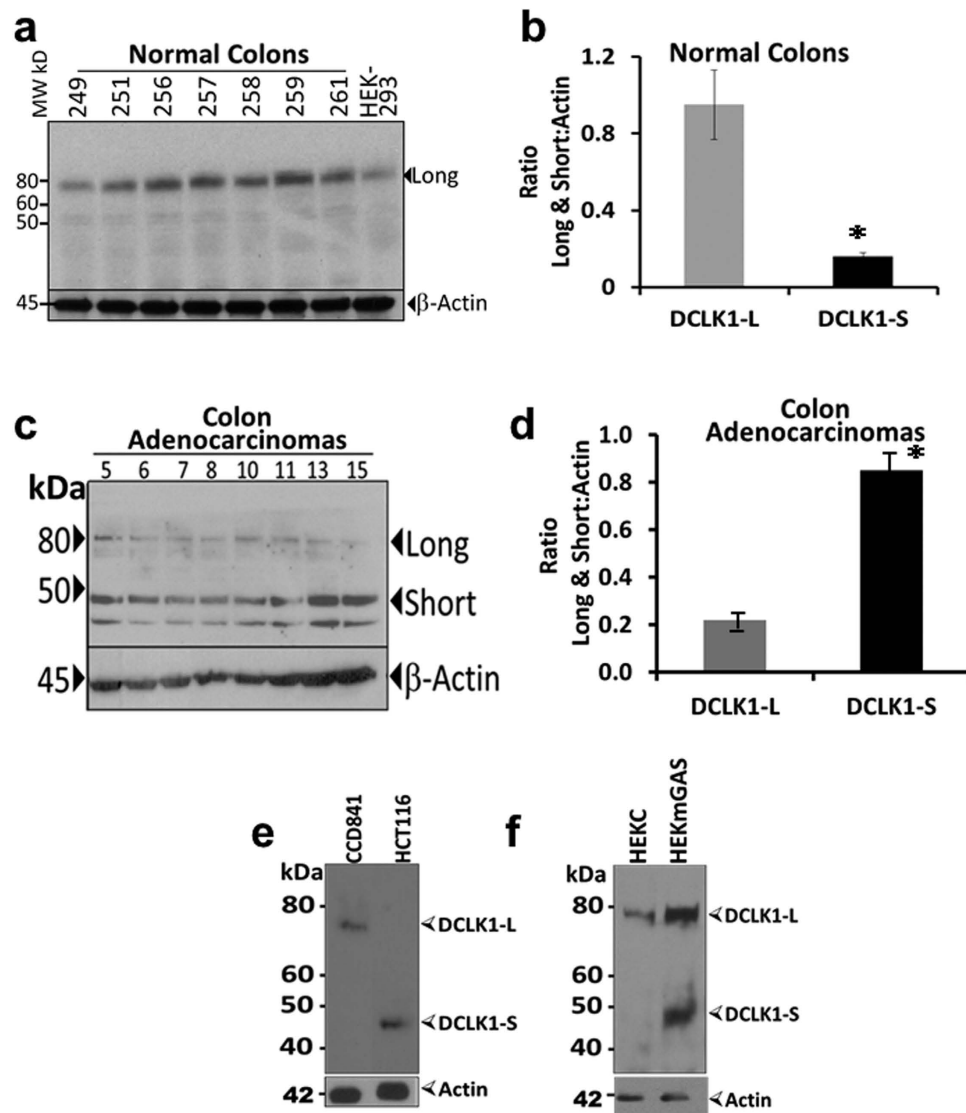 a
Normal Colons
MW kD
249
251
256
257
258
259
261
HEK-
293
80
60
50
45
Long
β-Actin
b
Normal Colons
Ratio
Long & Short:Actin
1.2
0.8
0.4
0
*
DCLK1-L
DCLK1-S
c
Colon
Adenocarcinomas
5 6 7 8 10 11 13 15
kDa
80
50
45
Long
Short
β-Actin
d
Colon
Adenocarcinomas
Ratio
Long & Short:Actin
1.0
0.8
0.6
0.4
0.2
0.0
*
DCLK1-L
DCLK1-S
e
CCD841
HCT116
kDa
80
60
50
40
42
DCLK1-L
DCLK1-S
Actin
f
HEKC
HEKmGAS
kDa
80
60
50
40
42
DCLK1-L
DCLK1-S
Actin